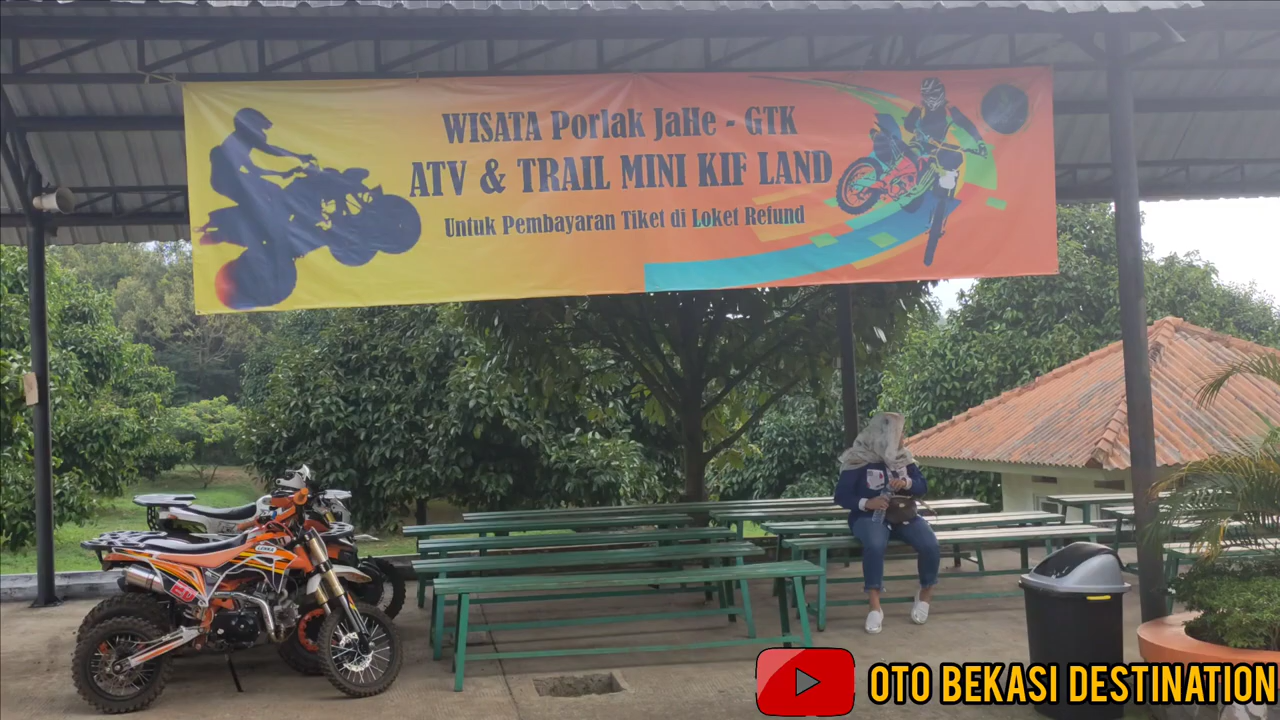 WISATA Porlak JaHe - GTK
ATV & TRAIL MINI KIF LAND
Untuk Pembayaran Tiket di Loket Refund
OTO BEKASI DESTINATION